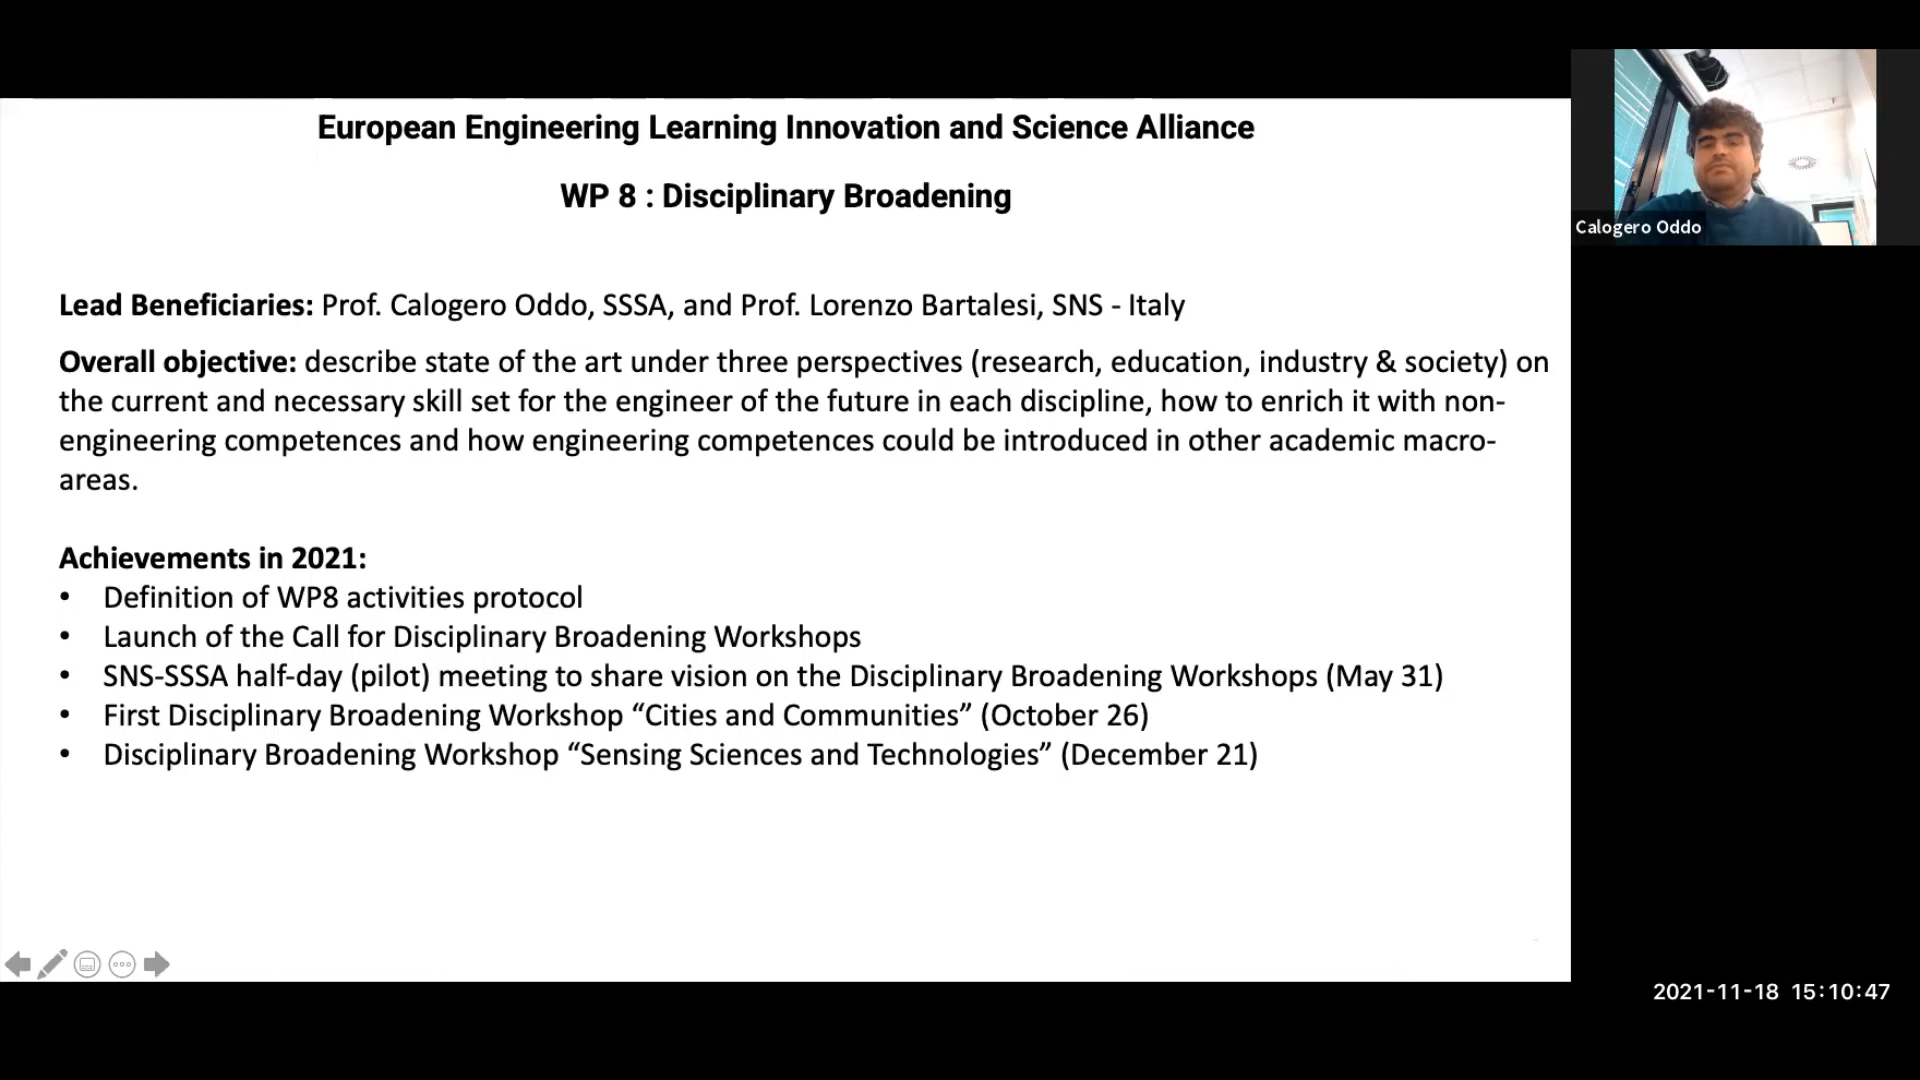 European Engineering Learning Innovation and Science Alliance
WP 8 : Disciplinary Broadening
Calogero Oddo
Lead Beneficiaries: Prof. Calogero Oddo, SSSA, and Prof. Lorenzo Bartalesi, SNS - Italy
Overall objective: describe state of the art under three perspectives (research, education, industry & society) on
the current and necessary skill set for the engineer of the future in each discipline, how to enrich it with non-
engineering competences and how engineering competences could be introduced in other academic macro-
areas.
Achievements in 2021:
• Definition of WP8 activities protocol
• Launch of the Call for Disciplinary Broadening Workshops
• SNS-SSSA half-day (pilot) meeting to share vision on the Disciplinary Broadening Workshops (May 31)
• First Disciplinary Broadening Workshop “Cities and Communities” (October 26)
• Disciplinary Broadening Workshop “Sensing Sciences and Technologies” (December 21)
2021-11-18 15:10:47